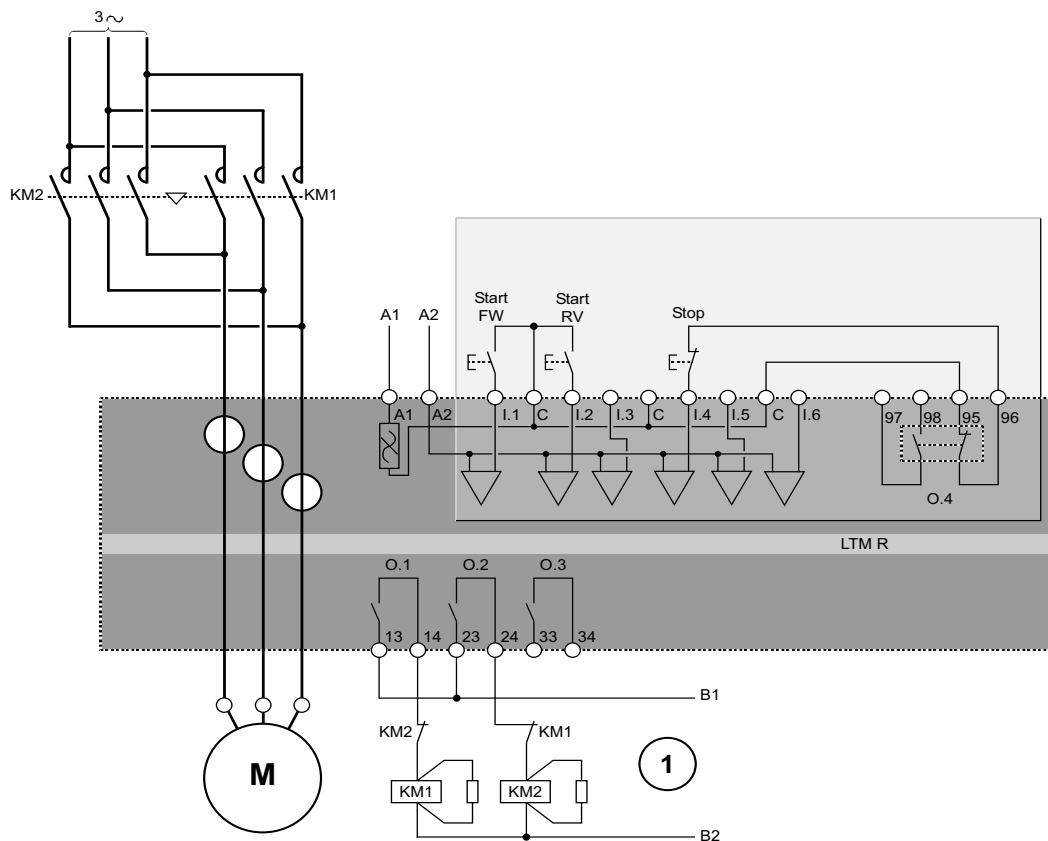 3
KM2
KM1
Start
FW
Start
RV
Stop
A1
A2
A1
A2
I.1
C
I.2
I.3
C
I.4
I.5
C
I.6
97
98
95
96
O.4
LTM R
O.1
O.2
O.3
13
14
23
24
33
34
B1
KM2
KM1
1
M
KM1
KM2
B2